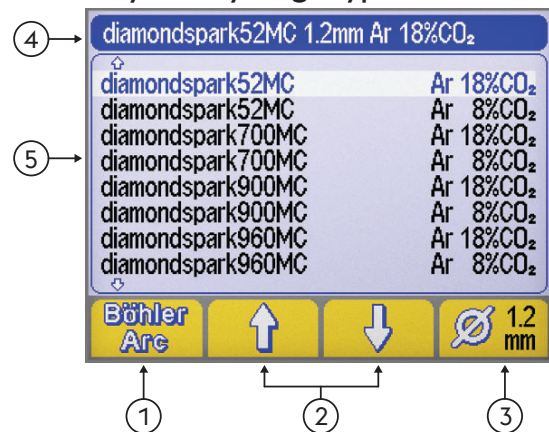 diamondspark52MC 1.2mm Ar 18%CO₂
diamondspark52MC Ar 18%CO₂
diamondspark52MC Ar 8%CO₂
diamondspark700MC Ar 18%CO₂
diamondspark700MC Ar 8%CO₂
diamondspark900MC Ar 18%CO₂
diamondspark900MC Ar 8%CO₂
diamondspark960MC Ar 18%CO₂
diamondspark960MC Ar 8%CO₂
Böhler
Arc
Ø 1.2
mm
4
5
1
2
3